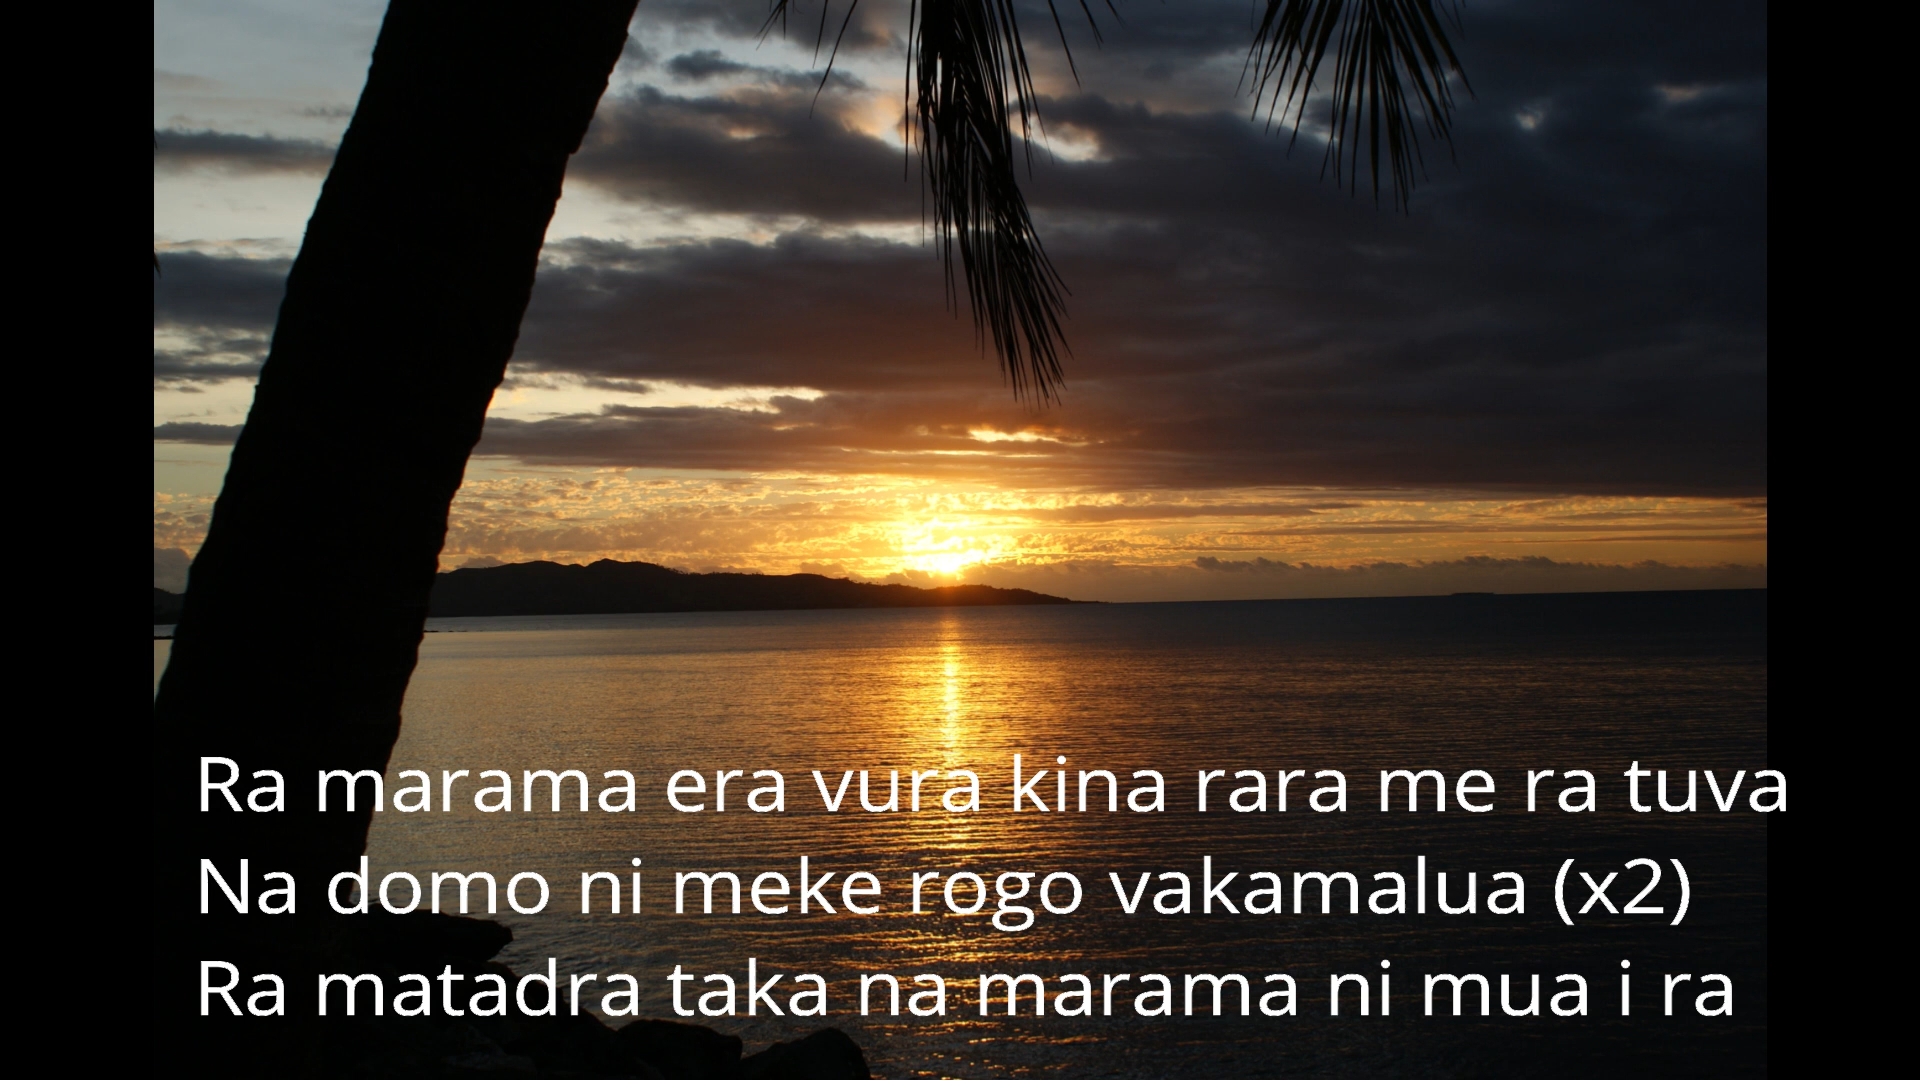 Ra marama era vura kina rara me ra tuva
Na domo ni meke rogo vakamalua (x2)
Ra matadra taka na marama ni mua i ra